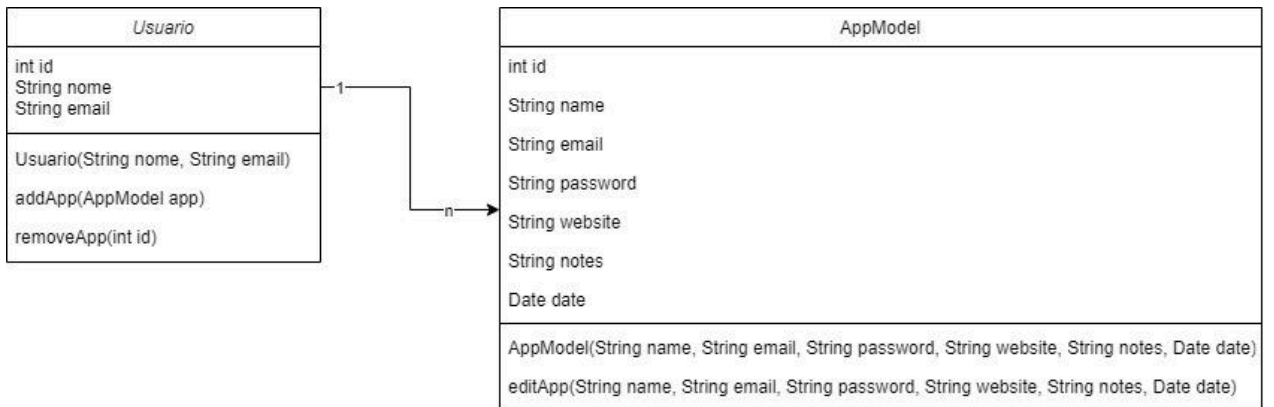 Usuario
int id
String nome
String email
Usuario(String nome, String email)
addApp(AppModel app)
removeApp(int id)
1
n
AppModel
int id
String name
String email
String password
String website
String notes
Date date
AppModel(String name, String email, String password, String website, String notes, Date date)
editApp(String name, String email, String password, String website, String notes, Date date)